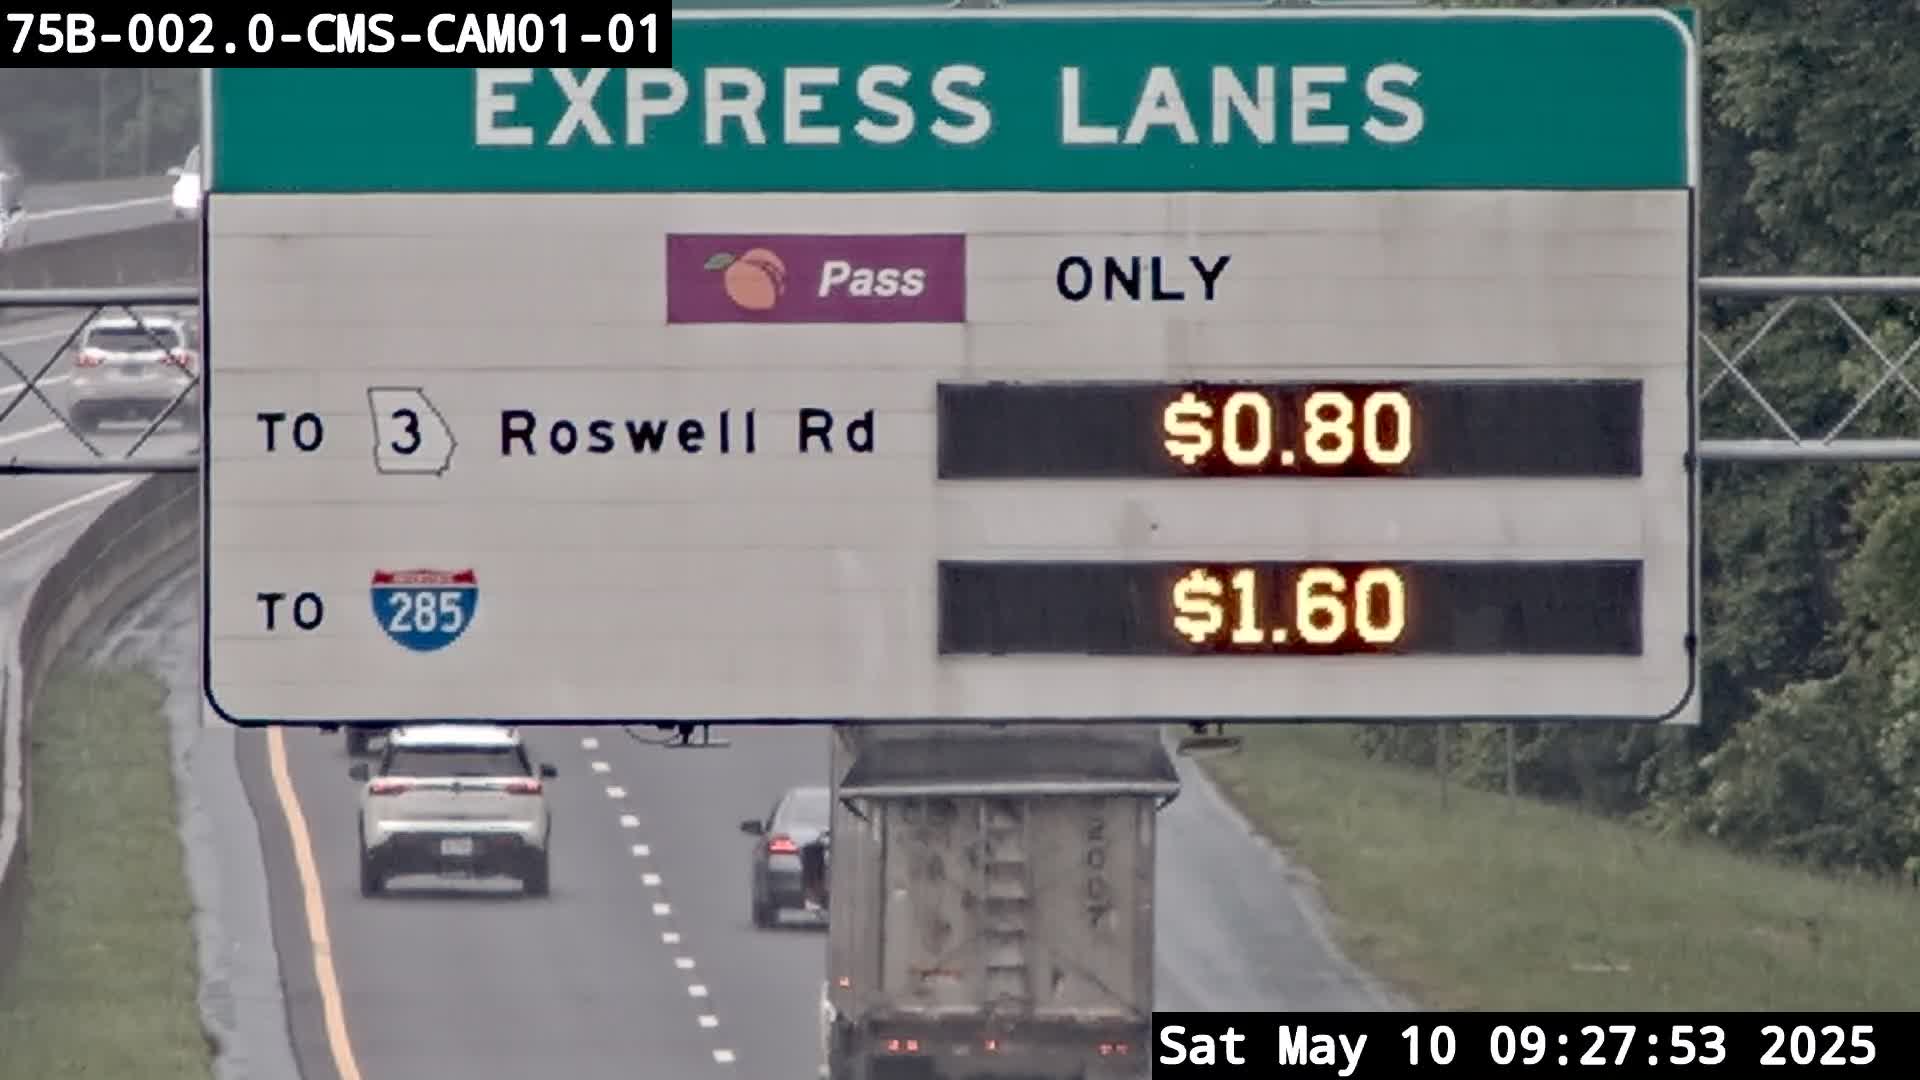 75B-002.0-CMS-CAM01-01
EXPRESS LANES
Pass ONLY
TO 3 Roswell Rd $0.80
TO 285 $1.60
Sat May 10 09:27:53 2025